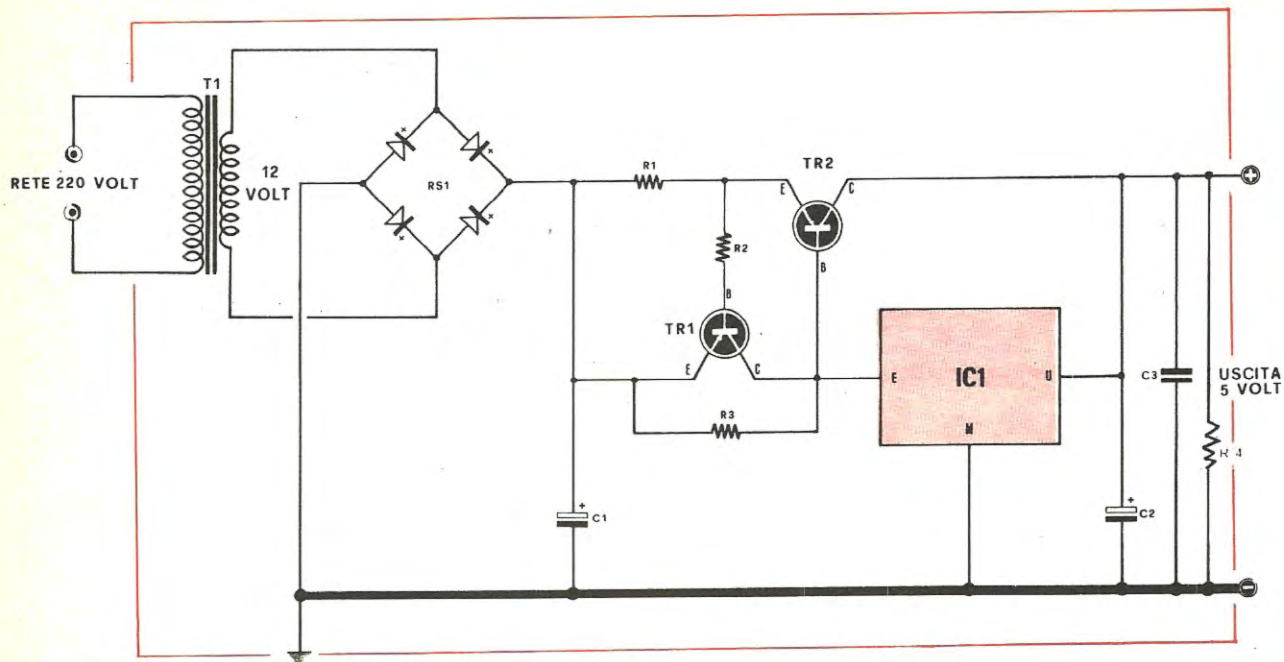 T1
RETE 220 VOLT
12
VOLT
RS1
R1
TR2
E
C
R2
B
B
TR1
E
C
E
IC1
U
M
R3
C3
USCITA
5 VOLT
R4
+
C1
+
C2
+
-